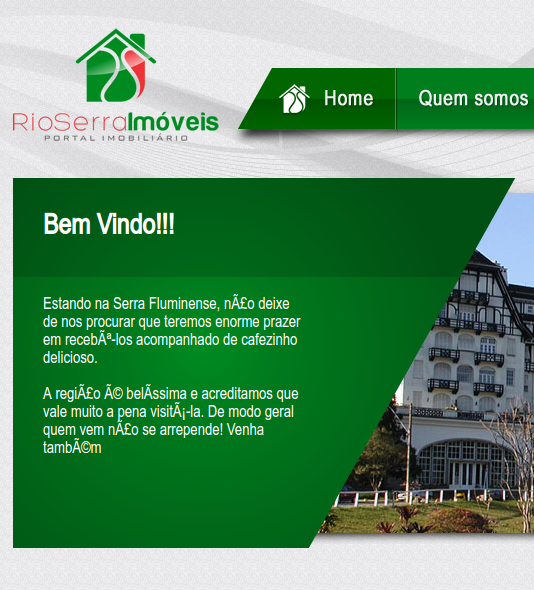 RioSerraImóveis
PORTAL IMOBILIÁRIO
Home
Quem somos
Bem Vindo!!!
Estando na Serra Fluminense, nÃ£o deixe
de nos procurar que teremos enorme prazer
em recebÃª-los acompanhado de cafezinho
delicioso.
A regiÃ£o Ã© belÃssima e acreditamos que
vale muito a pena visitÃ¡-la. De modo geral
quem vem nÃ£o se arrepende! Venha
tambÃ©m